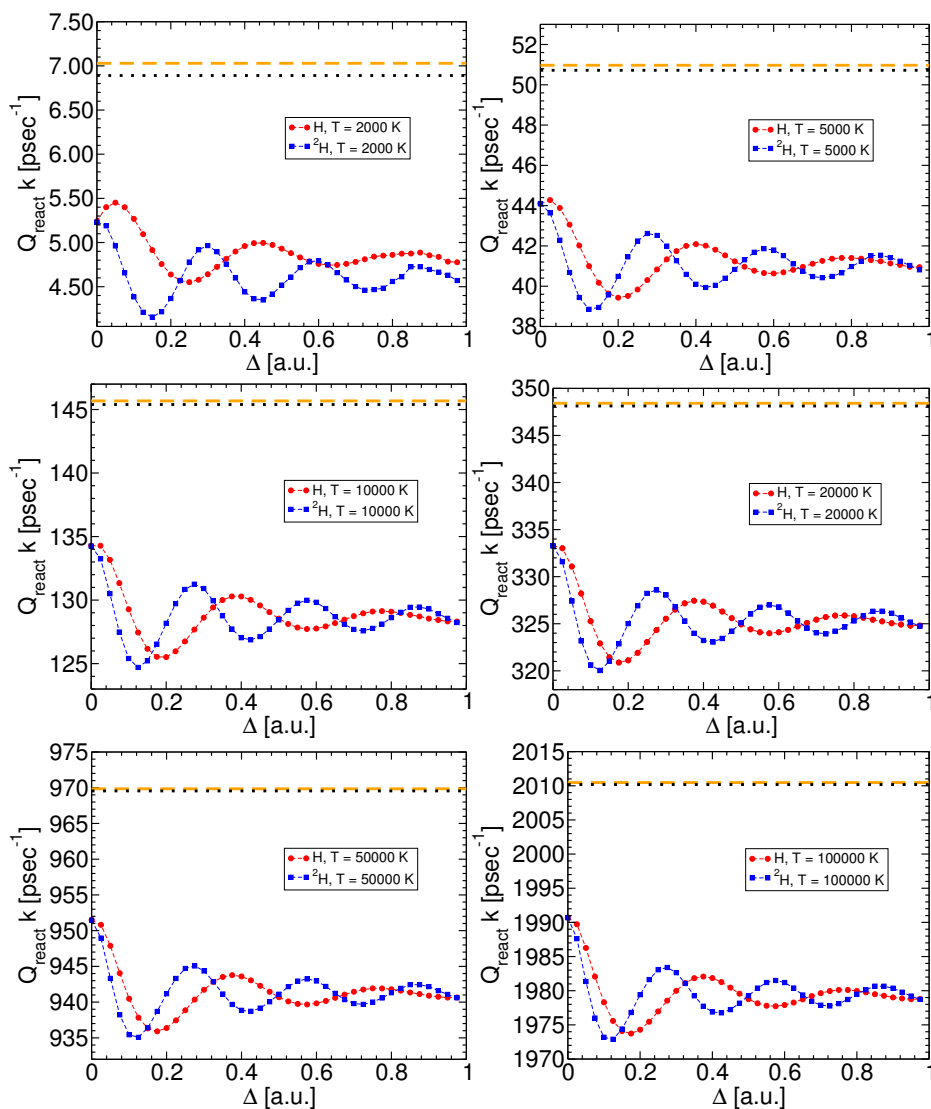 7.50
7.00
6.50
6.00
5.50
5.00
4.50
Q_react k [psec^-1]
H, T = 2000 K
^2H, T = 2000 K
0 0.2 0.4 0.6 0.8 1
Δ [a.u.]
52
50
48
46
44
42
40
38
Q_react k [psec^-1]
H, T = 5000 K
^2H, T = 5000 K
0 0.2 0.4 0.6 0.8 1
Δ [a.u.]
145
140
135
130
125
Q_react k [psec^-1]
H, T = 10000 K
^2H, T = 10000 K
0 0.2 0.4 0.6 0.8 1
Δ [a.u.]
350
345
340
335
330
325
320
Q_react k [psec^-1]
H, T = 20000 K
^2H, T = 20000 K
0 0.2 0.4 0.6 0.8 1
Δ [a.u.]
975
970
965
960
955
950
945
940
935
Q_react k [psec^-1]
H, T = 50000 K
^2H, T = 50000 K
0 0.2 0.4 0.6 0.8 1
Δ [a.u.]
2015
2010
2005
2000
1995
1990
1985
1980
1975
1970
Q_react k [psec^-1]
H, T = 100000 K
^2H, T = 100000 K
0 0.2 0.4 0.6 0.8 1
Δ [a.u.]